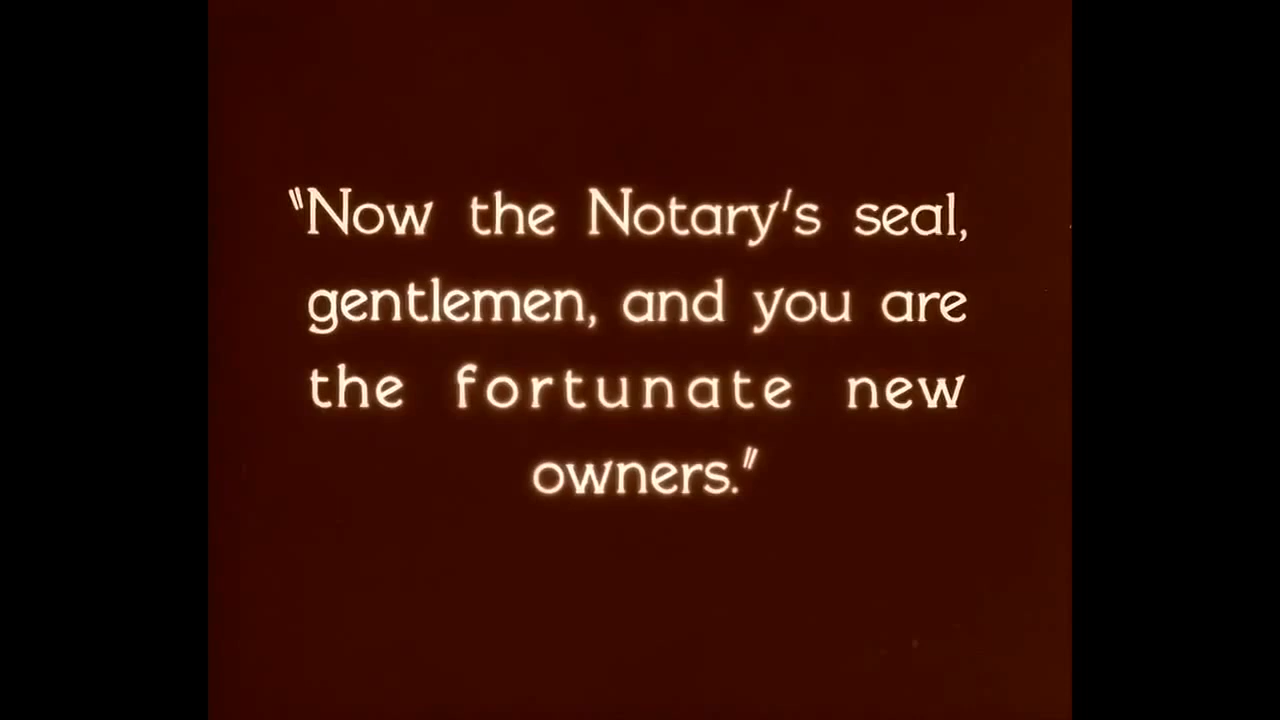 "Now the Notary's seal,
gentlemen, and you are
the fortunate new
owners."